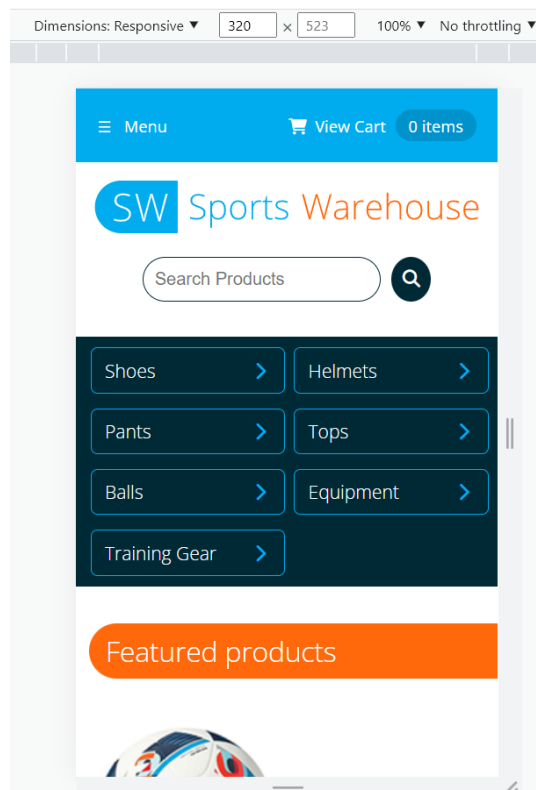 Dimensions: Responsive ▼ 320 × 523 100% ▼ No throttling ▼
☰ Menu View Cart 0 items
SW Sports Warehouse
Search Products
Shoes Helmets
Pants Tops
Balls Equipment
Training Gear
Featured products